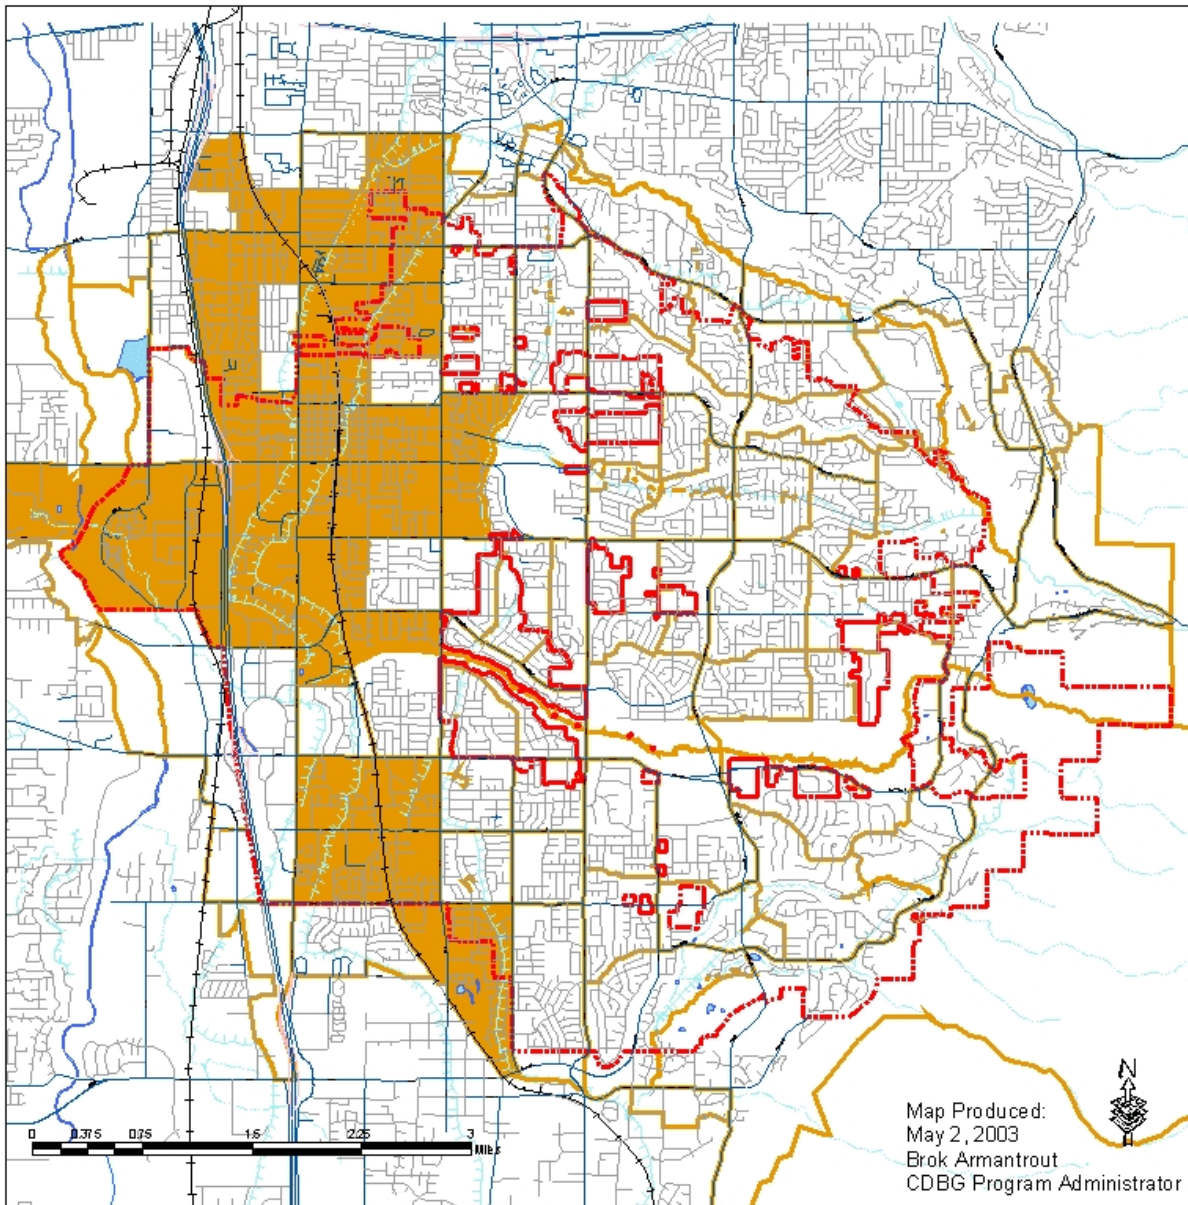 N
0 0.375 0.75 1.5 2.25 3
Miles
Map Produced:
May 2, 2003
Brok Armantrout
CDBG Program Administrator